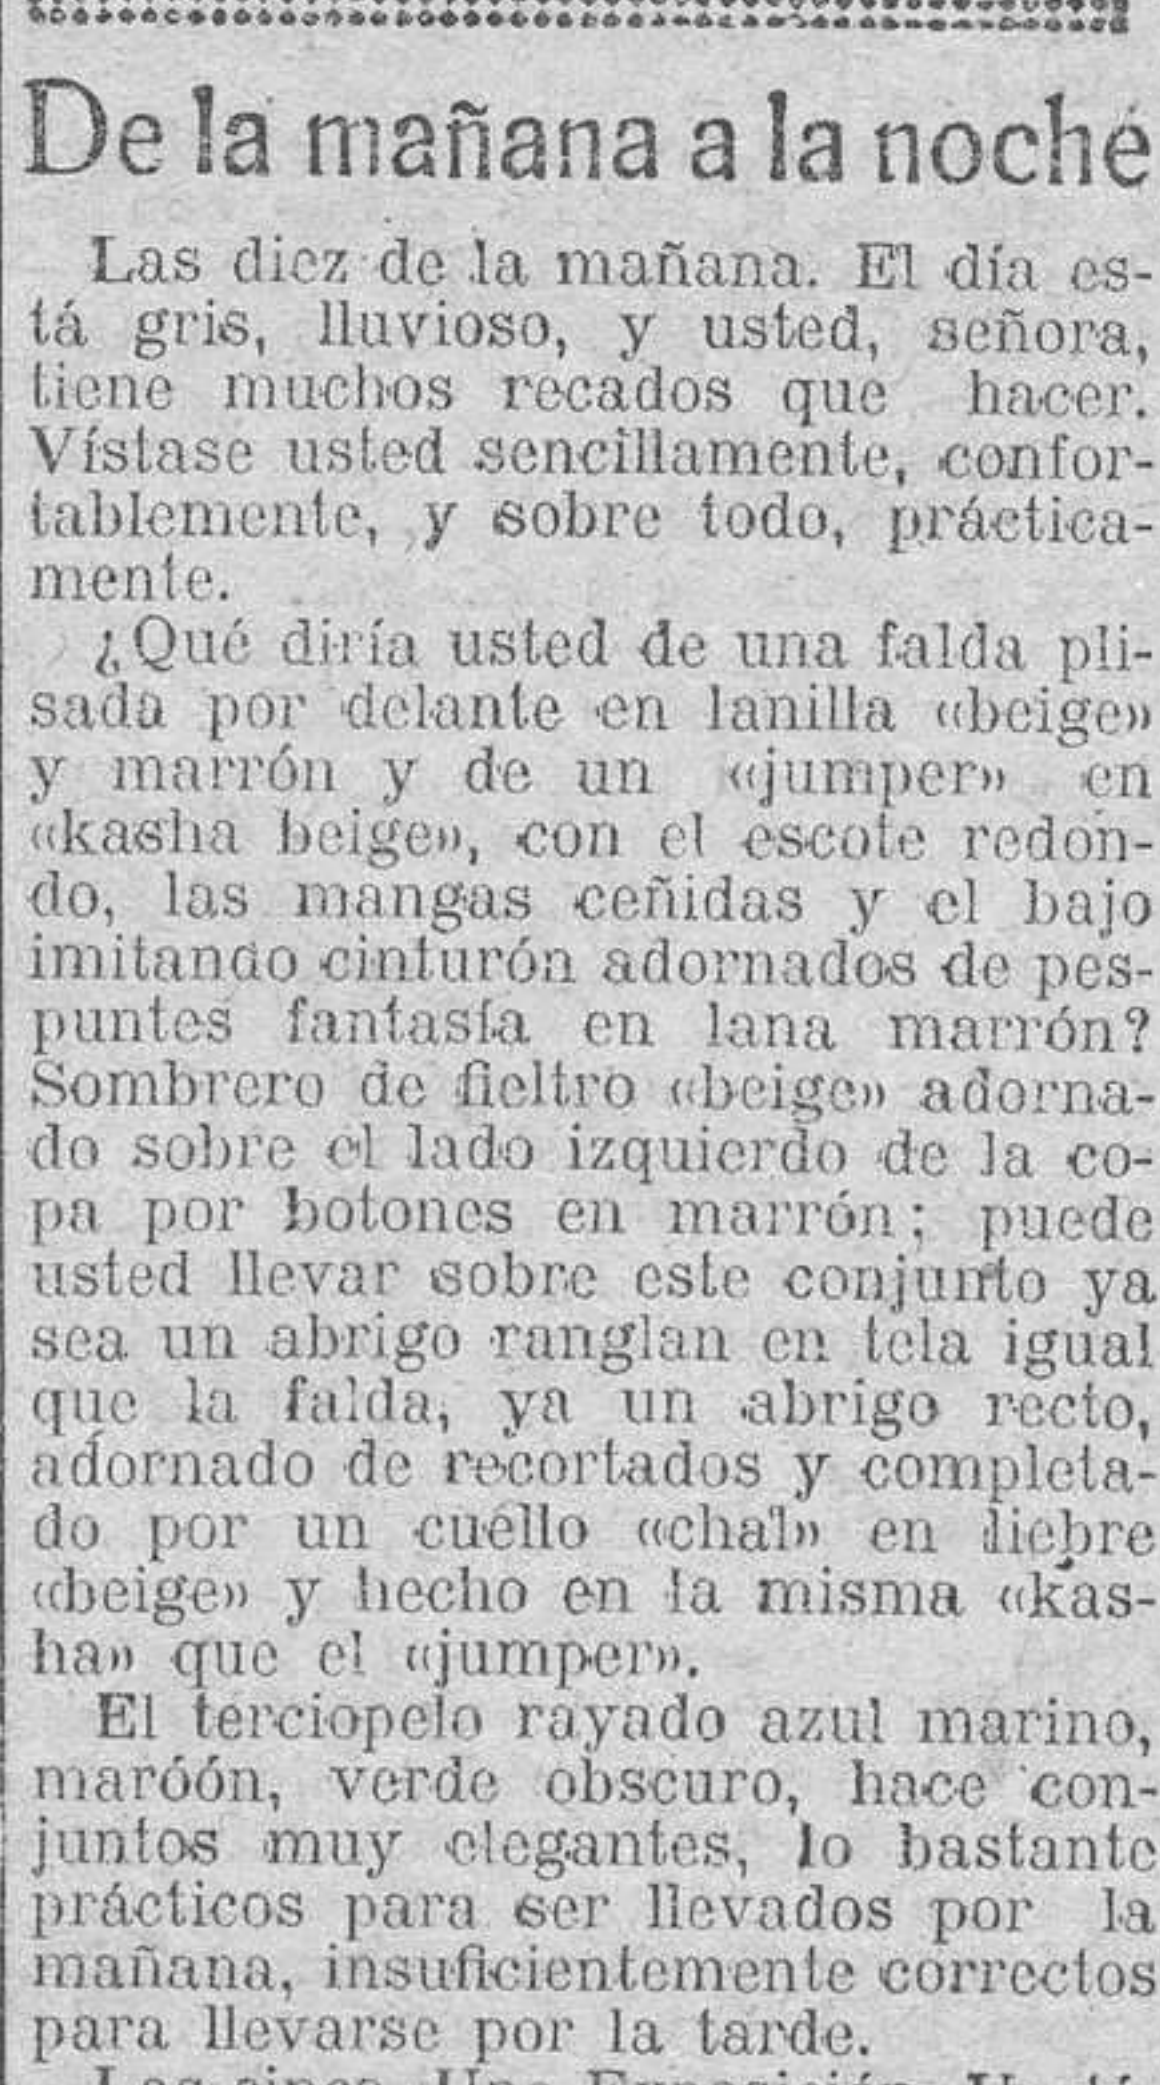 De la mañana a la noche
Las diez de la mañana. El día es-
tá gris, lluvioso, y usted, señora,
tiene muchos recados que hacer.
Vístase usted sencillamente, confor-
tablemente, y sobre todo, práctica-
mente.
¿Qué diría usted de una falda pli-
sada por delante en lanilla «beige»
y marrón y de un «jumper» en
«kasha beige», con el escote redon-
do, las mangas ceñidas y el bajo
imitando cinturón adornados de pes-
puntes fantasía en lana marrón?
Sombrero de fieltro «beige» adorna-
do sobre el lado izquierdo de la co-
pa por botones en marrón; puede
usted llevar sobre este conjunto ya
sea un abrigo ranglan en tela igual
que la falda, ya un abrigo recto,
adornado de recortados y completa-
do por un cuello «chal» en liebre
«beige» y hecho en la misma «kas-
ha» que el «jumper».
El terciopelo rayado azul marino,
maróón, verde obscuro, hace con-
juntos muy elegantes, lo bastante
prácticos para ser llevados por la
mañana, insuficientemente correctos
para llevarse por la tarde.